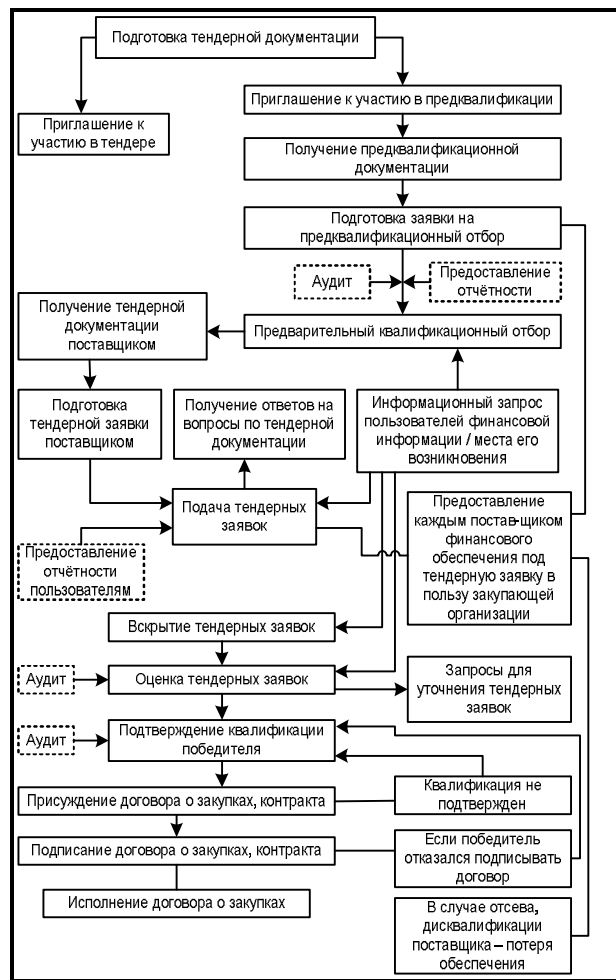 Подготовка тендерной документации
Приглашение к участию в предквалификации
Приглашение к
участию в тендере
Получение предквалификационной
документации
Подготовка заявки на
предквалификационный отбор
Аудит
Предоставление
отчётности
Получение тендерной
документации
поставщиком
Предварительный квалификационный отбор
Подготовка
тендерной заявки
поставщиком
Получение ответов на
вопросы по тендерной
документации
Информационный запрос
пользователей финансовой
информации / места его
возникновения
Подача тендерных
заявок
Предоставление
каждым постав-щиком
финансового
обеспечения под
тендерную заявку в
пользу закупающей
организации
Предоставление
отчётности
пользователям
Вскрытие тендерных заявок
Аудит
Оценка тендерных заявок
Запросы для
уточнения тендерных
заявок
Аудит
Подтверждение квалификации
победителя
Присуждение договора о закупках, контракта
Квалификация не
подтвержден
Подписание договора о закупках, контракта
Если победитель
отказался подписывать
договор
Исполнение договора о закупках
В случае отсева,
дисквалификации
поставщика – потеря
обеспечения